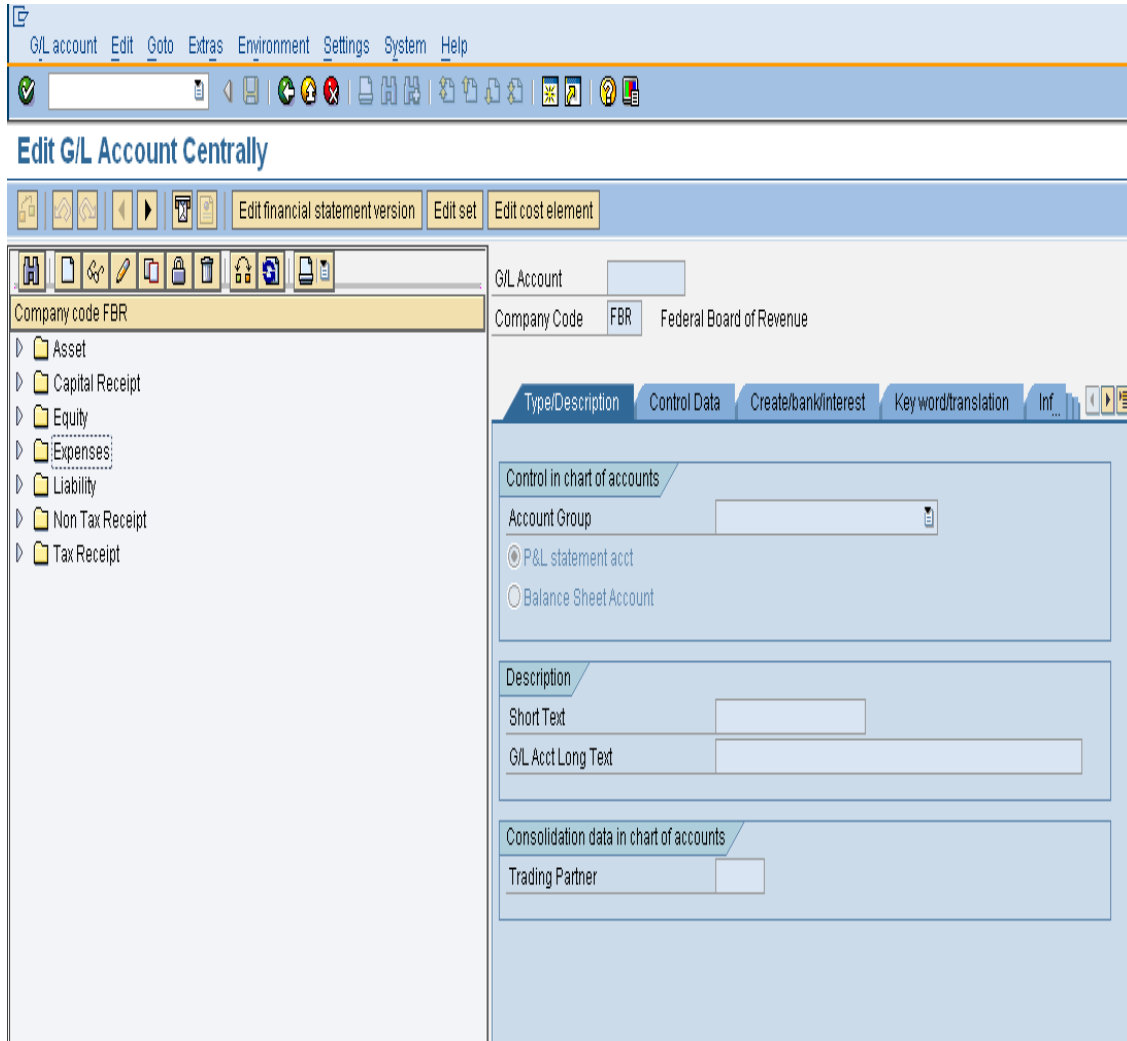 G/L account Edit Goto Extras Environment Settings System Help
Edit G/L Account Centrally
Edit financial statement version Edit set Edit cost element
Company code FBR
Asset
Capital Receipt
Equity
Expenses
Liability
Non Tax Receipt
Tax Receipt
G/L Account
Company Code FBR Federal Board of Revenue
Type/Description Control Data Create/bank/interest Key word/translation Inf...
Control in chart of accounts
Account Group
P&L statement acct
Balance Sheet Account
Description
Short Text
G/L Acct Long Text
Consolidation data in chart of accounts
Trading Partner